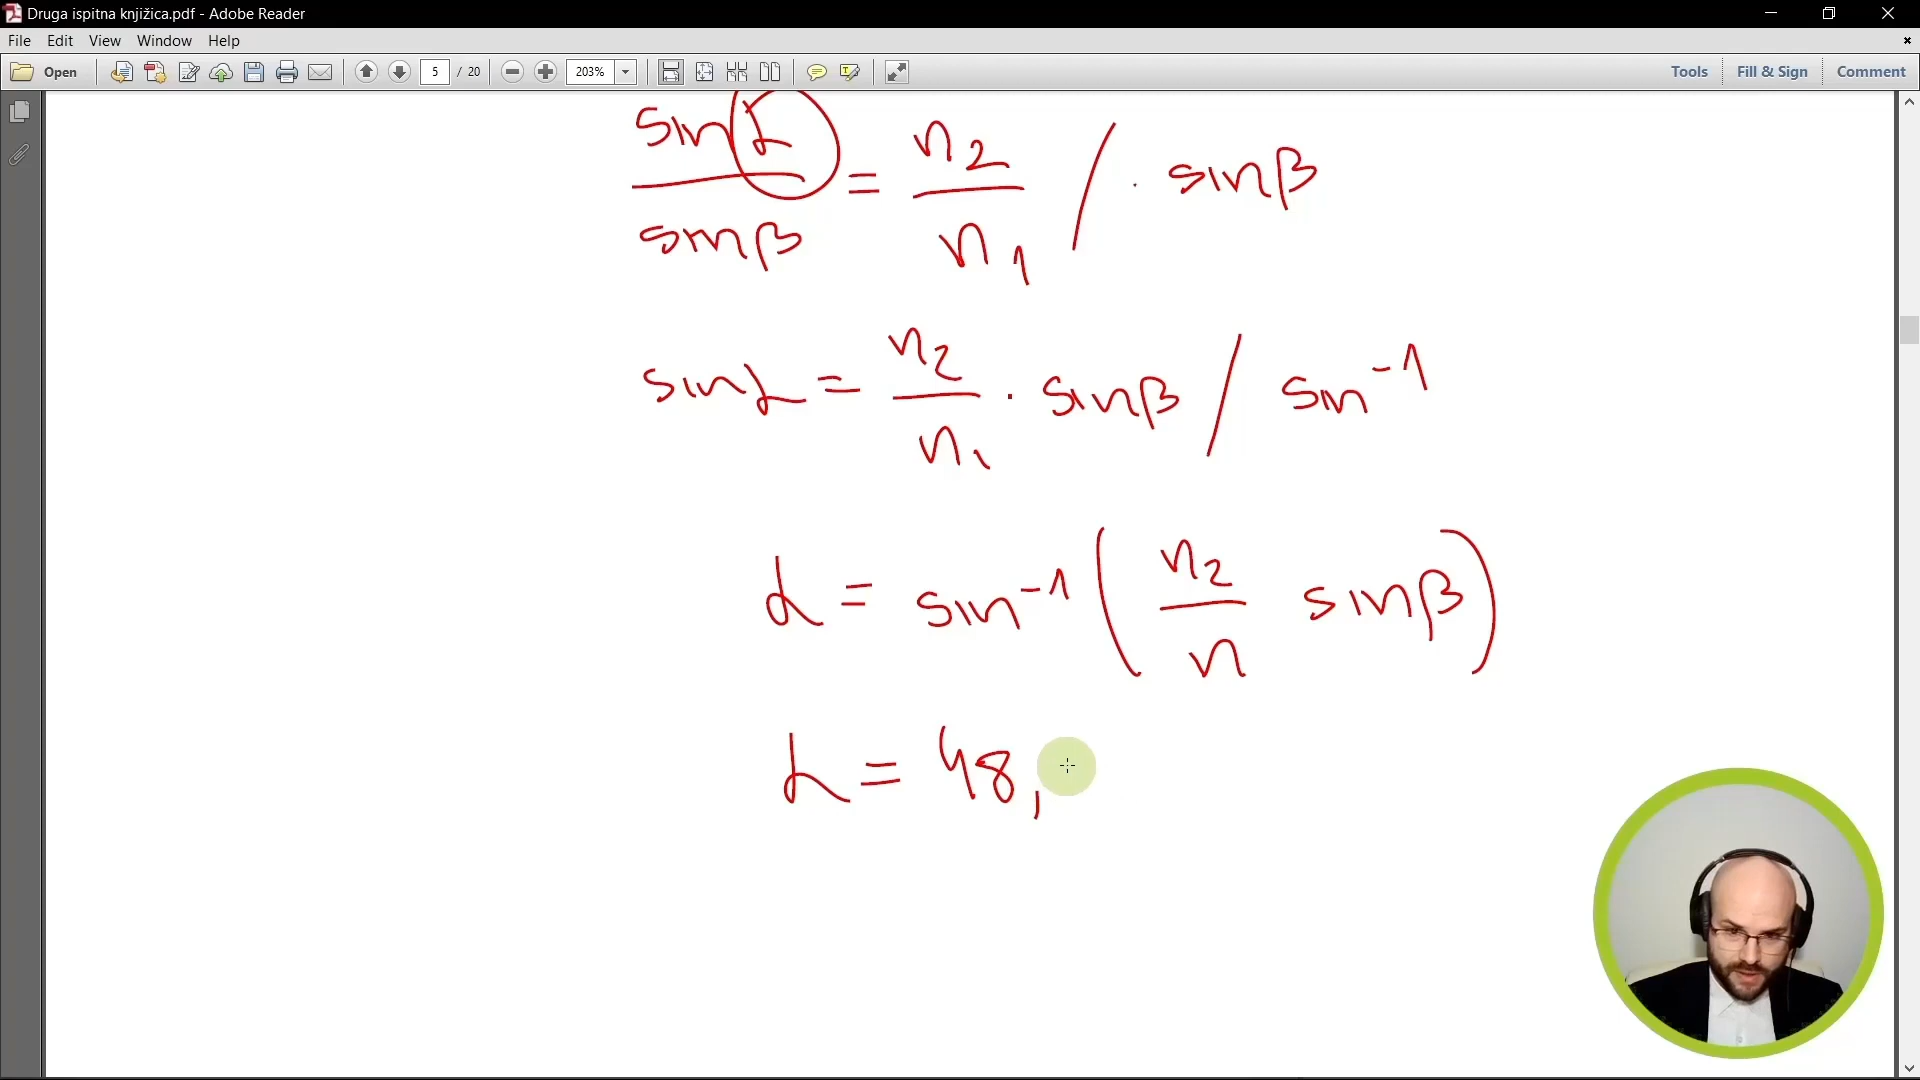 Druga ispitna knjižica.pdf - Adobe Reader
File Edit View Window Help
Open 5 / 20 203% Tools Fill & Sign Comment
sin α / sin β = n2 / n1 / · sin β
sin α = n2 / n1 · sin β / sin⁻¹
α = sin⁻¹ ( n2 / n sin β )
α = 48,